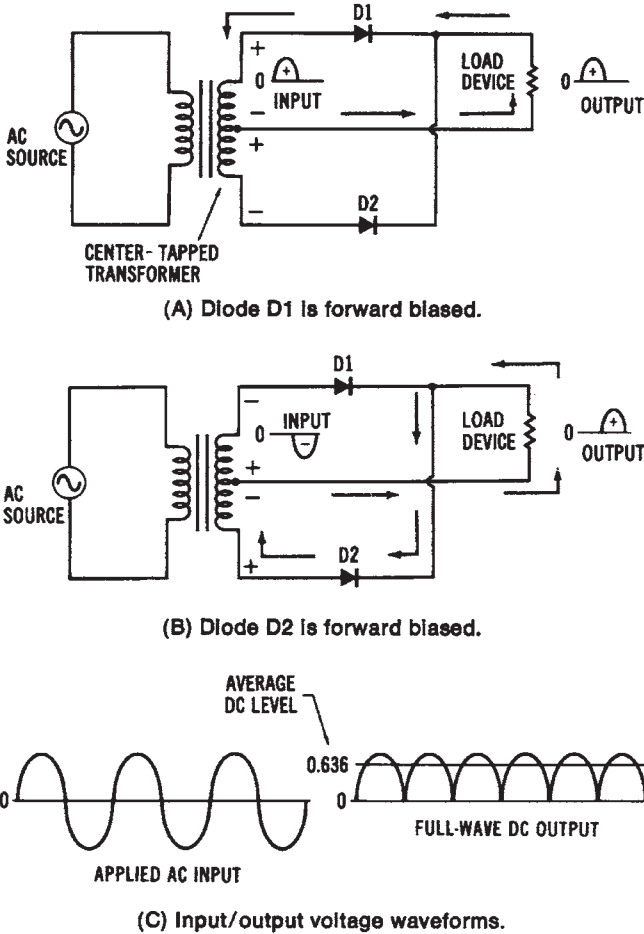 D1
+
0
+
INPUT
−
+
−
LOAD
DEVICE
0
+
OUTPUT
AC
SOURCE
D2
CENTER- TAPPED
TRANSFORMER
(A) Diode D1 is forward biased.
D1
−
INPUT
0
−
+
−
+
LOAD
DEVICE
0
+
OUTPUT
AC
SOURCE
D2
(B) Diode D2 is forward biased.
AVERAGE
DC LEVEL
0.636
0
0
FULL-WAVE DC OUTPUT
APPLIED AC INPUT
(C) Input/output voltage waveforms.